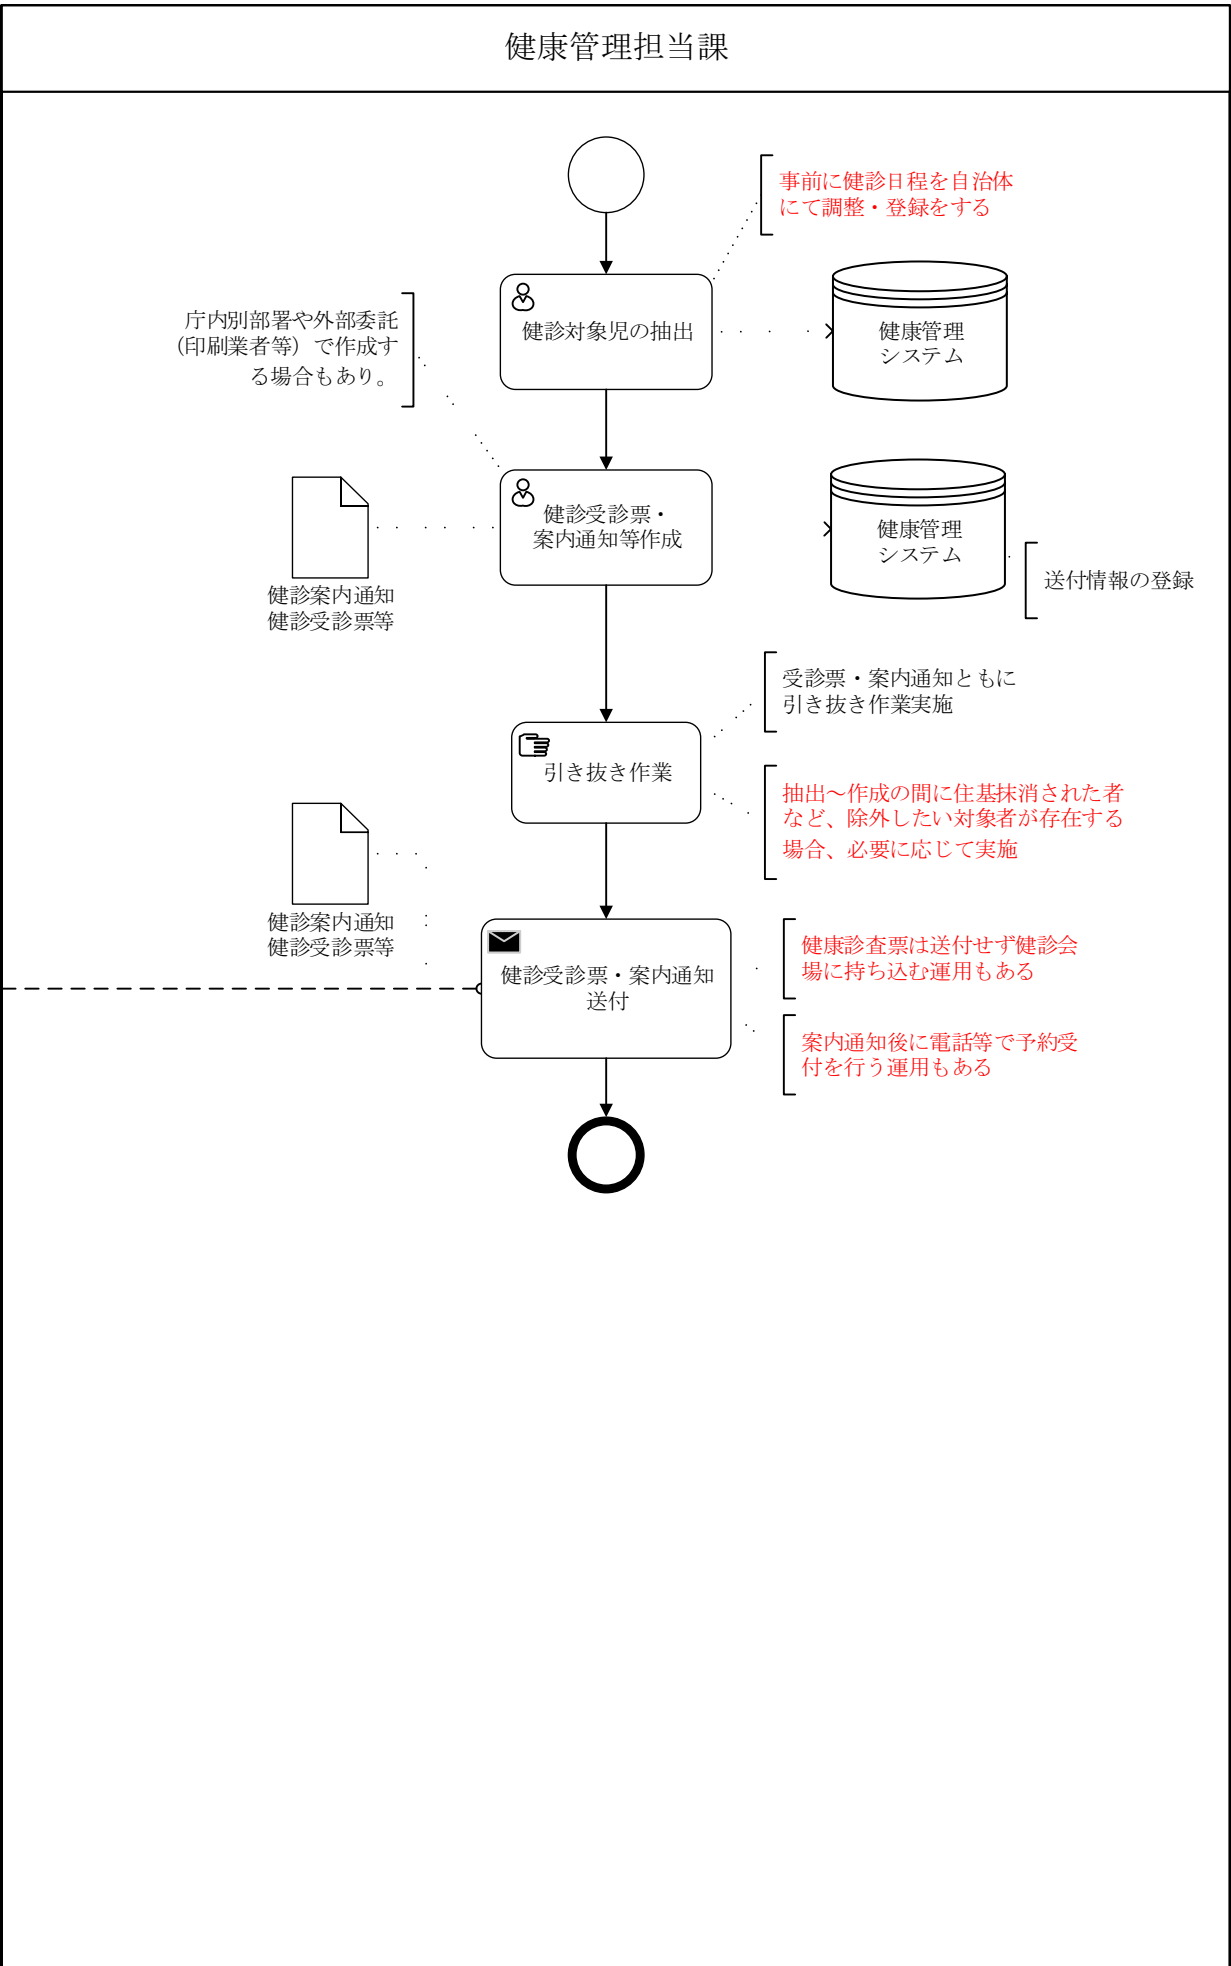 健康管理担当課
事前に健診日程を自治体
にて調整・登録をする
健診対象児の抽出
健康管理
システム
庁内別部署や外部委託
（印刷業者等）で作成す
る場合もあり。
健診受診票・
案内通知等作成
健康管理
システム
送付情報の登録
健診案内通知
健診受診票等
受診票・案内通知ともに
引き抜き作業実施
引き抜き作業
抽出～作成の間に住基抹消された者
など、除外したい対象者が存在する
場合、必要に応じて実施
健診案内通知
健診受診票等
健診受診票・案内通知
送付
健康診査票は送付せず健診会
場に持ち込む運用もある
案内通知後に電話等で予約受
付を行う運用もある